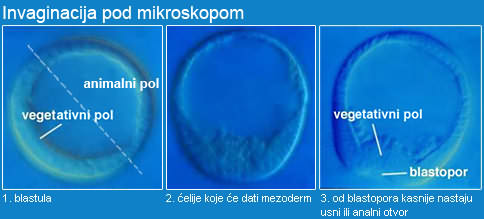 Invaginacija pod mikroskopom
animalni pol
vegetativni pol
1. blastula
2. ćelije koje će dati mezoderm
vegetativni pol
blastopor
3. od blastopora kasnije nastaju
usni ili analni otvor